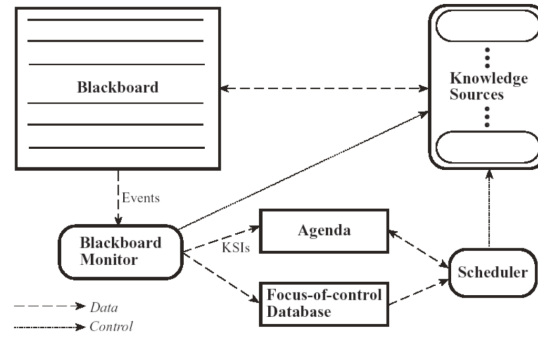 Blackboard
Knowledge
Sources
Events
Blackboard
Monitor
KSIs
Agenda
Scheduler
Focus-of-control
Database
Data
Control